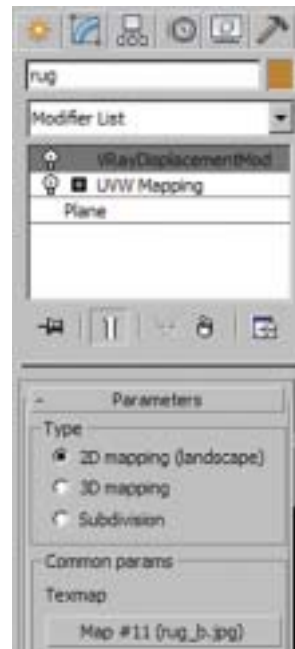 rug
Modifier List
VRayDisplacementMod
UVW Mapping
Plane
- Parameters
Type
2D mapping (landscape)
3D mapping
Subdivision
Common params
Texmap
Map #11 (rug_b.jpg)